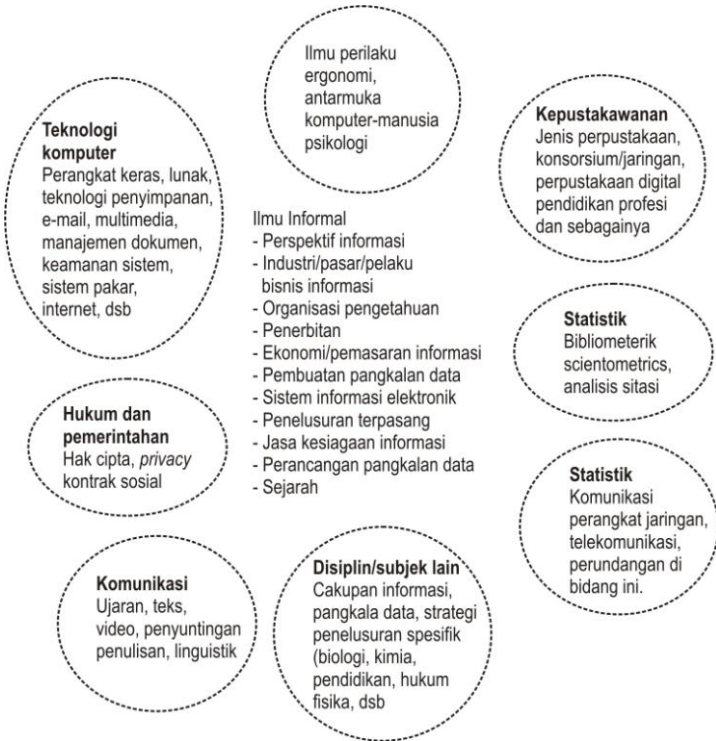 Ilmu perilaku
ergonomi,
antarmuka
komputer-manusia
psikologi
Teknologi
komputer
Perangkat keras, lunak,
teknologi penyimpanan,
e-mail, multimedia,
manajemen dokumen,
keamanan sistem,
sistem pakar,
internet, dsb
Kepustakawanan
Jenis perpustakaan,
konsorsium/jaringan,
perpustakaan digital
pendidikan profesi
dan sebagainya
Ilmu Informal
- Perspektif informasi
- Industri/pasar/pelaku
bisnis informasi
- Organisasi pengetahuan
- Penerbitan
- Ekonomi/pemasaran informasi
- Pembuatan pangkalan data
- Sistem informasi elektronik
- Penelusuran terpasang
- Jasa kesiagaan informasi
- Perancangan pangkalan data
- Sejarah
Statistik
Bibliometerik
scientometrics,
analisis sitasi
Hukum dan
pemerintahan
Hak cipta, privacy
kontrak sosial
Statistik
Komunikasi
perangkat jaringan,
telekomunikasi,
perundangan di
bidang ini.
Komunikasi
Ujaran, teks,
video, penyuntingan
penulisan, linguistik
Disiplin/subjek lain
Cakupan informasi,
pangkala data, strategi
penelusuran spesifik
(biologi, kimia,
pendidikan, hukum
fisika, dsb